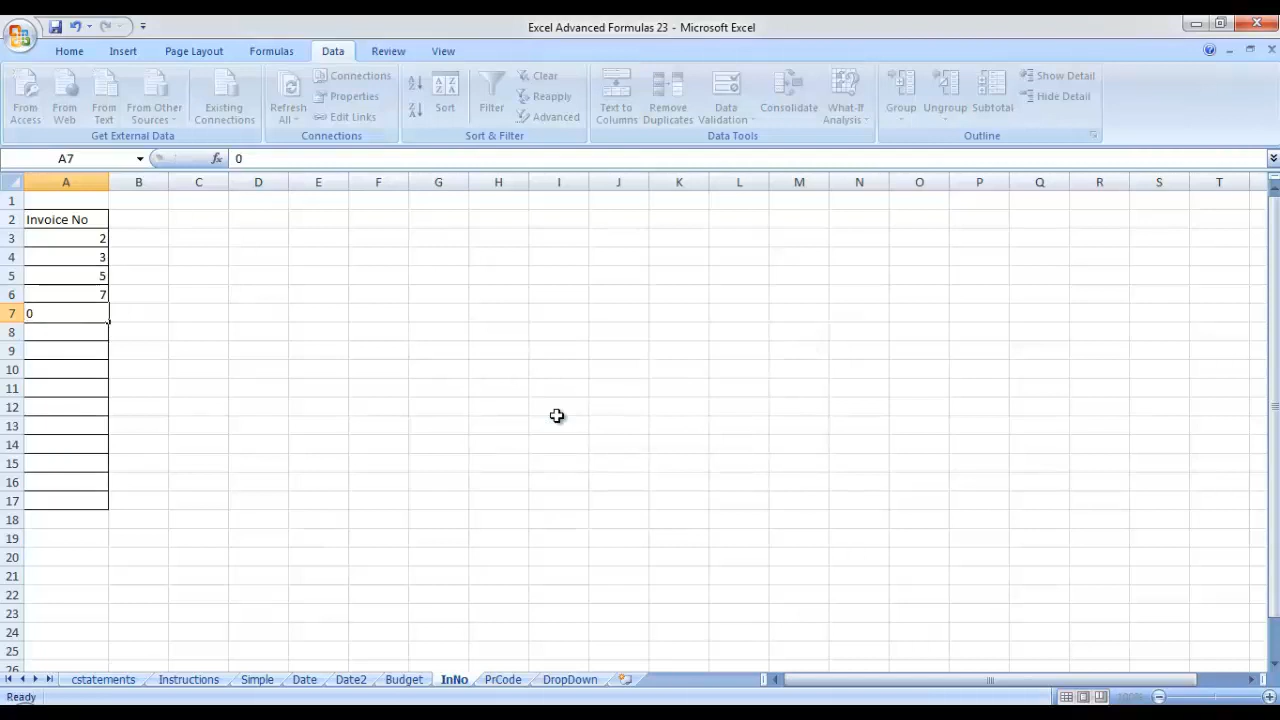 Excel Advanced Formulas 23 - Microsoft Excel
Home Insert Page Layout Formulas Data Review View
From Access
From Web
From Text
From Other Sources
Existing Connections
Get External Data
Refresh All
Connections
Properties
Edit Links
Connections
Sort
Filter
Clear
Reapply
Advanced
Sort & Filter
Text to Columns
Remove Duplicates
Data Validation
Consolidate
What-If Analysis
Data Tools
Group
Ungroup
Subtotal
Show Detail
Hide Detail
Outline
A7 fx 0
A B C D E F G H I J K L M N O P Q R S T
1
2 Invoice No
3 2
4 3
5 5
6 7
7 0
8
9
10
11
12
13
14
15
16
17
18
19
20
21
22
23
24
25
26
cstatements Instructions Simple Date Date2 Budget InNo PrCode DropDown
Ready 100%